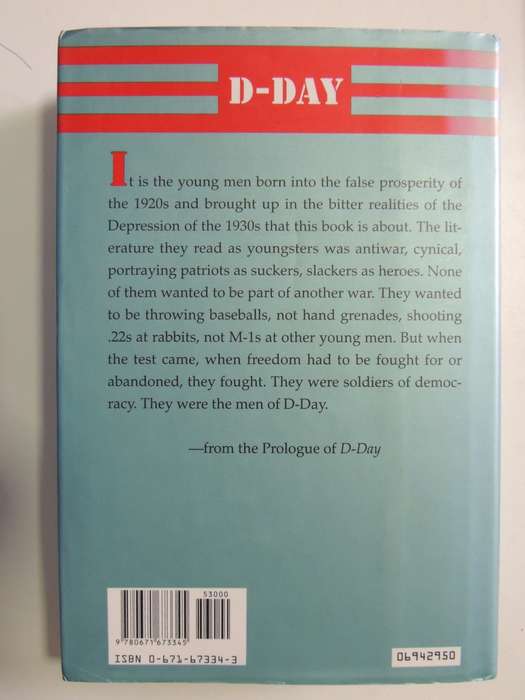 D-DAY
It is the young men born into the false prosperity of
the 1920s and brought up in the bitter realities of the
Depression of the 1930s that this book is about. The lit-
erature they read as youngsters was antiwar, cynical,
portraying patriots as suckers, slackers as heroes. None
of them wanted to be part of another war. They wanted
to be throwing baseballs, not hand grenades, shooting
.22s at rabbits, not M-1s at other young men. But when
the test came, when freedom had to be fought for or
abandoned, they fought. They were soldiers of democ-
racy. They were the men of D-Day.
—from the Prologue of D-Day
53000
9 780671 673345
ISBN 0-671-67334-3
06942950